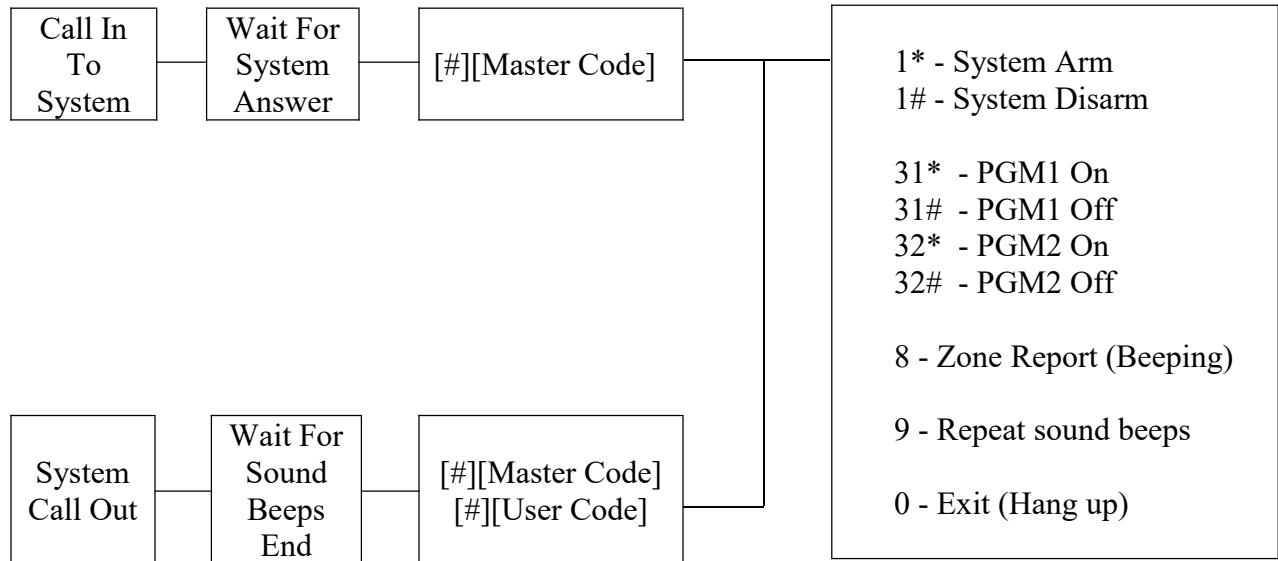 Call In
To
System
Wait For
System
Answer
[#][Master Code]
1* - System Arm
1# - System Disarm
31* - PGM1 On
31# - PGM1 Off
32* - PGM2 On
32# - PGM2 Off
8 - Zone Report (Beeping)
9 - Repeat sound beeps
0 - Exit (Hang up)
System
Call Out
Wait For
Sound
Beeps
End
[#][Master Code]
[#][User Code]